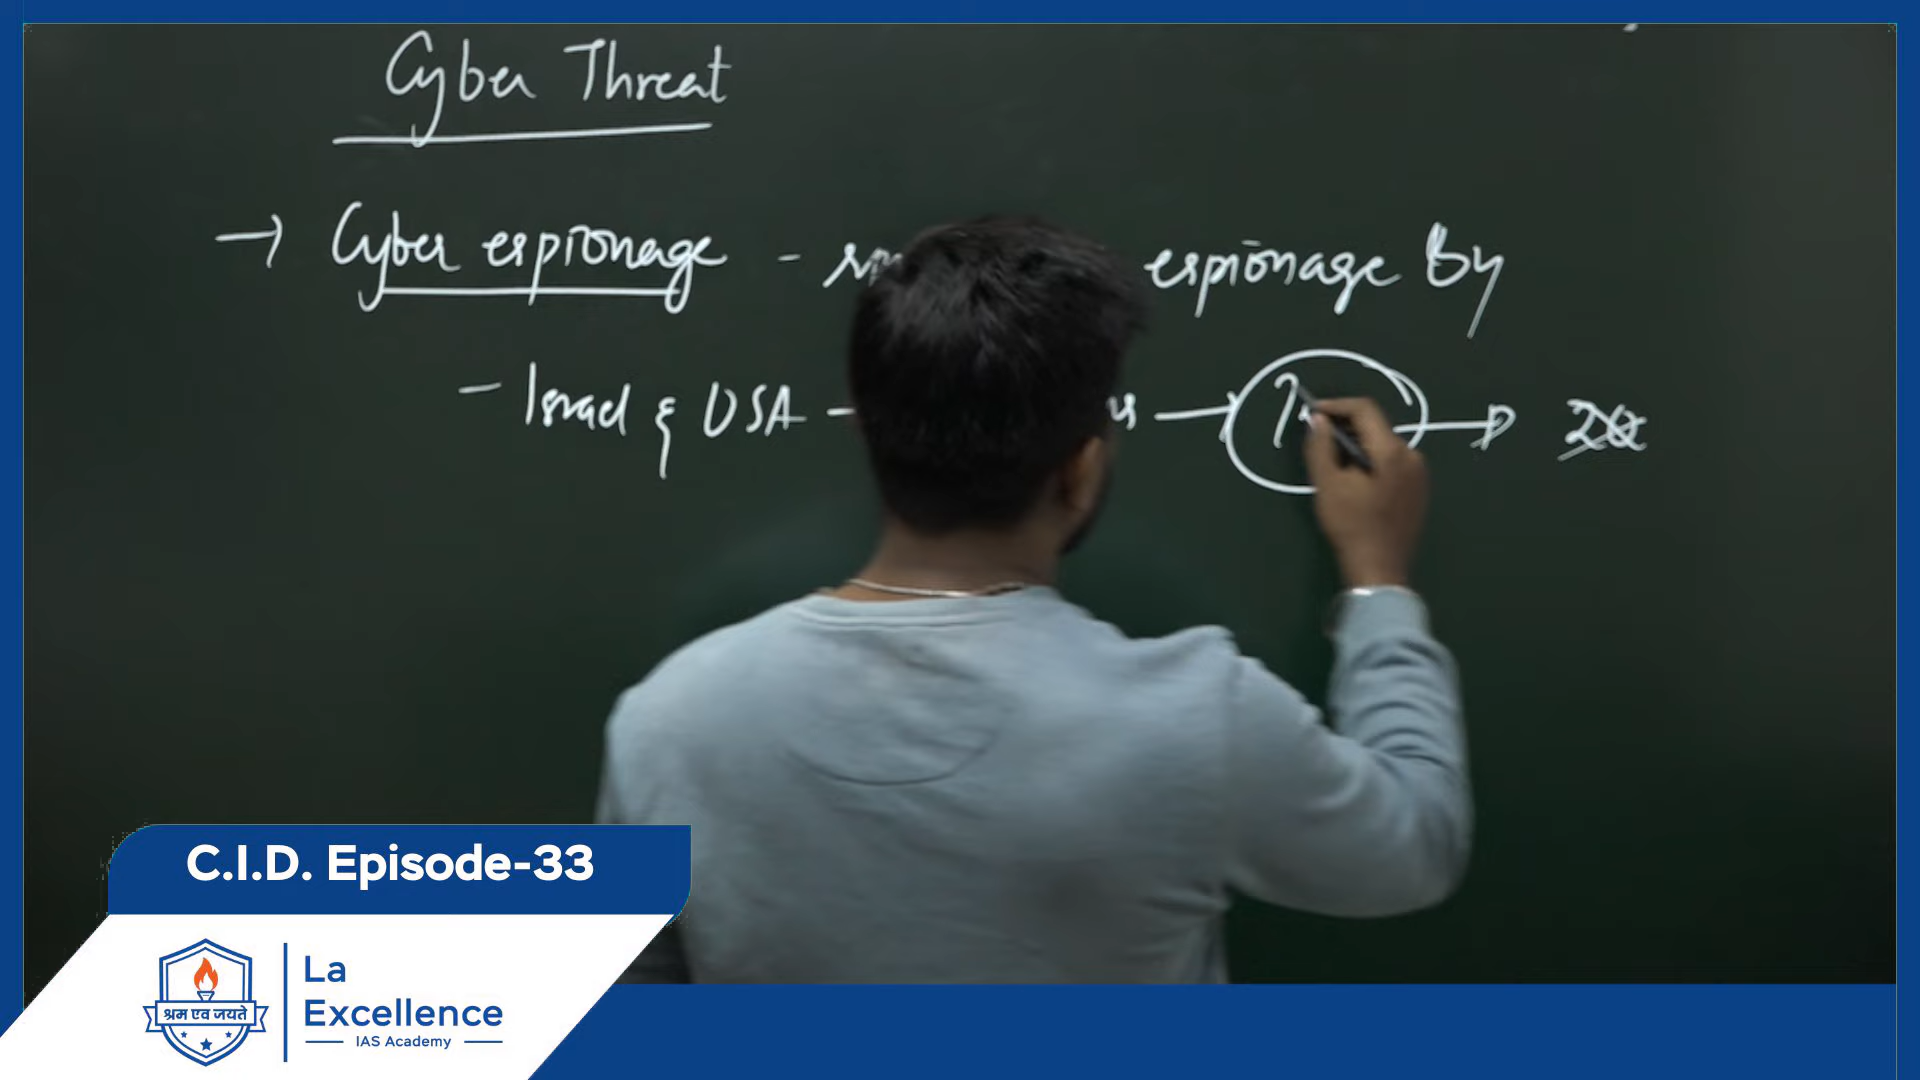 Cyber Threat
→ Cyber espionage - espionage By
- Israel & USA - →
C.I.D. Episode-33
La
Excellence
IAS Academy
श्रम एव जयते